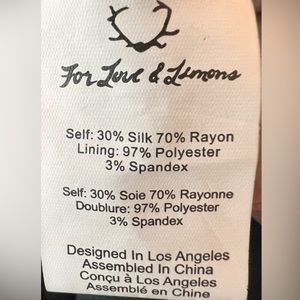 For Love & Lemons
Self: 30% Silk 70% Rayon
Lining: 97% Polyester
3% Spandex
Self: 30% Soie 70% Rayonne
Doublure: 97% Polyester
3% Spandex
Designed In Los Angeles
Assembled In China
Conçu à Los Angeles
Assemblé en Chine